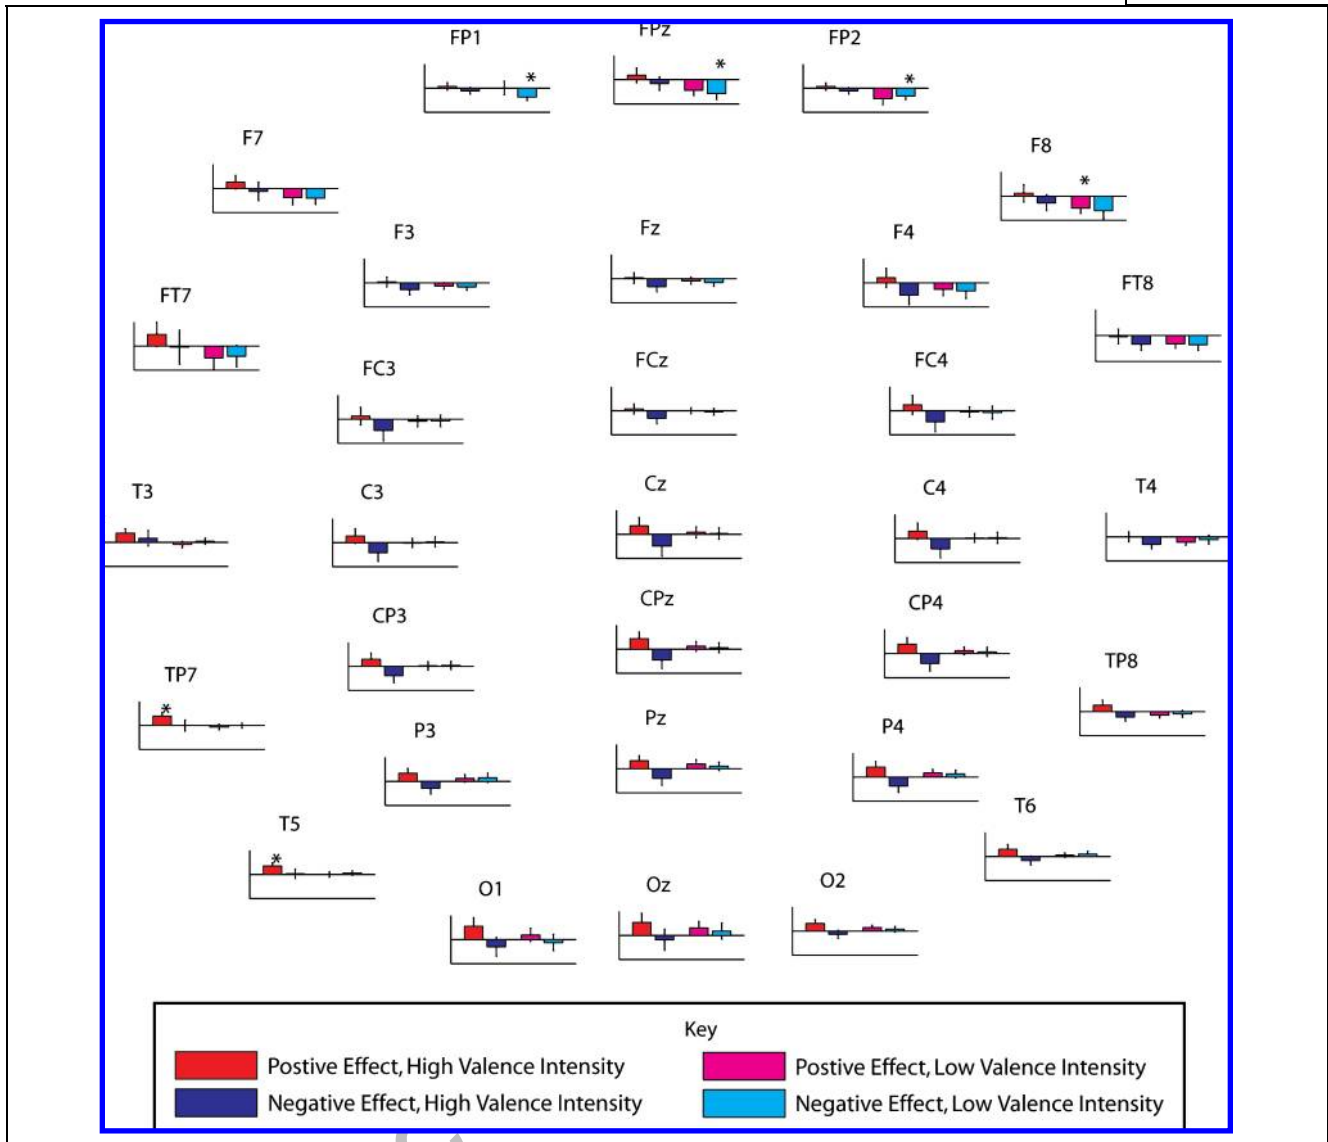 FP1 FPz FP2
*
*
*
F7
F8
*
F3 Fz F4
FT7 FT8
FC3 FCz FC4
T3 C3 Cz C4 T4
CP3 CPz CP4
TP7 TP8
*
P3 Pz P4
T5 T6
*
O1 Oz O2
Key
Postive Effect, High Valence Intensity
Postive Effect, Low Valence Intensity
Negative Effect, High Valence Intensity
Negative Effect, Low Valence Intensity